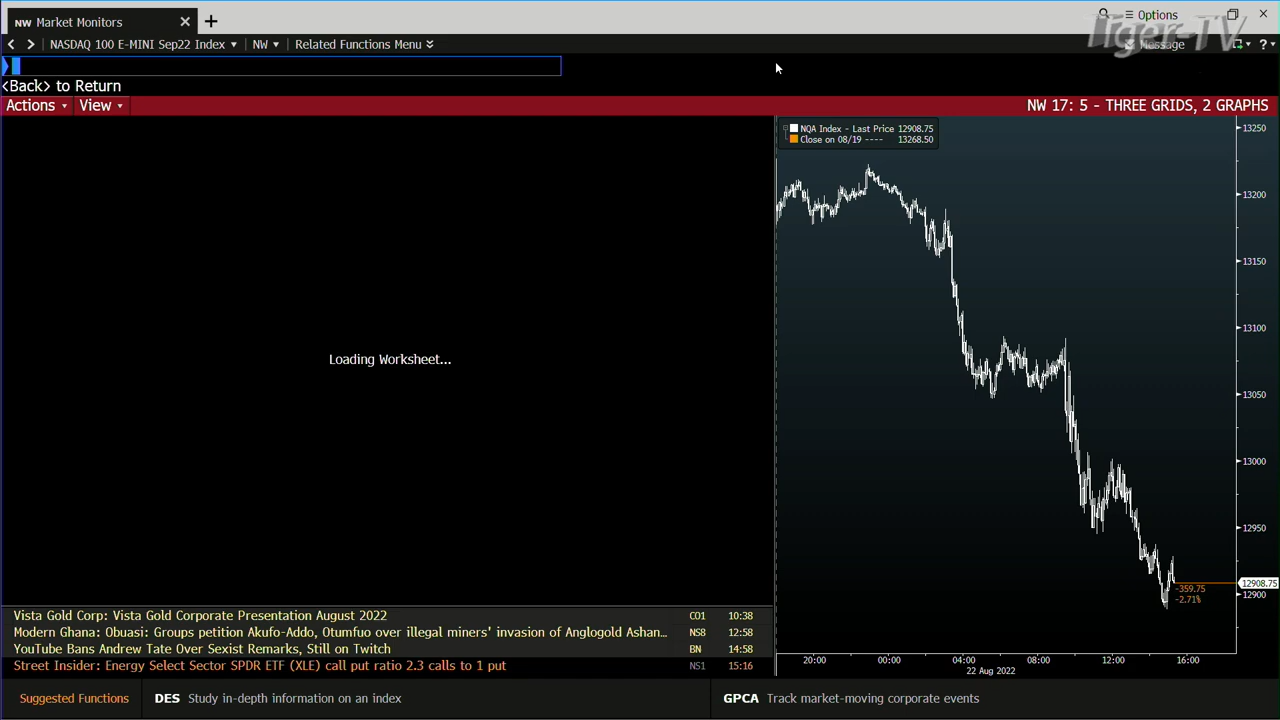 NW Market Monitors
Options
NASDAQ 100 E-MINI Sep22 Index NW Related Functions Menu
Message
Tiger-TV
<Back> to Return
Actions View NW 17: 5 - THREE GRIDS, 2 GRAPHS
NQA Index - Last Price 12908.75
Close on 08/19 ---- 13268.50
13250
13200
13150
13100
13050
13000
12950
12908.75
12900
-359.75
-2.71%
Loading Worksheet...
Vista Gold Corp: Vista Gold Corporate Presentation August 2022 CO1 10:38
Modern Ghana: Obuasi: Groups petition Akufo-Addo, Otumfuo over illegal miners' invasion of Anglogold Ashan... NS8 12:58
YouTube Bans Andrew Tate Over Sexist Remarks, Still on Twitch BN 14:58
Street Insider: Energy Select Sector SPDR ETF (XLE) call put ratio 2.3 calls to 1 put NS1 15:16
20:00 00:00 04:00 08:00 12:00 16:00
22 Aug 2022
Suggested Functions DES Study in-depth information on an index GPCA Track market-moving corporate events